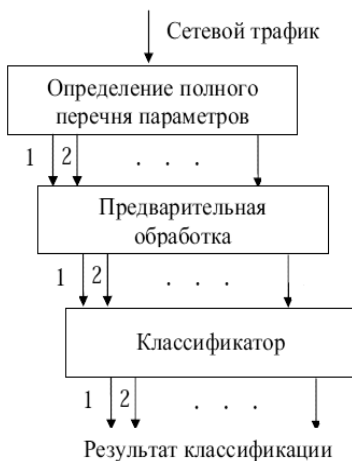 Сетевой трафик
Определение полного
перечня параметров
1 2 . . .
Предварительная
обработка
1 2 . . .
Классификатор
1 2 . . .
Результат классификации